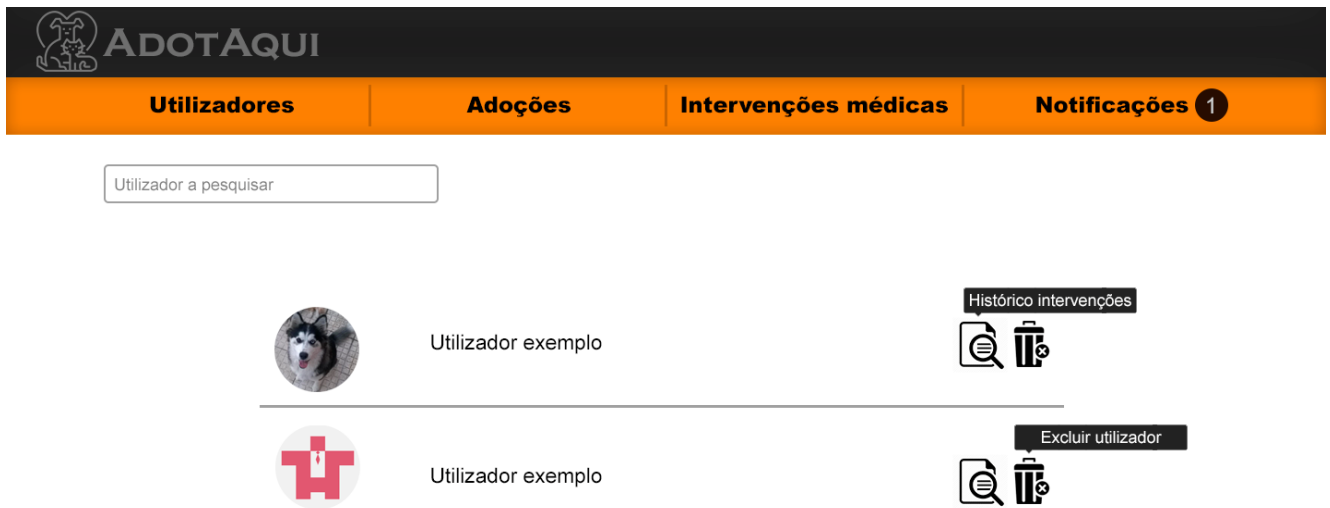 ADOTAQUI
Utilizadores Adoções Intervenções médicas Notificações 1
Utilizador a pesquisar
Histórico intervenções
Utilizador exemplo
Excluir utilizador
Utilizador exemplo